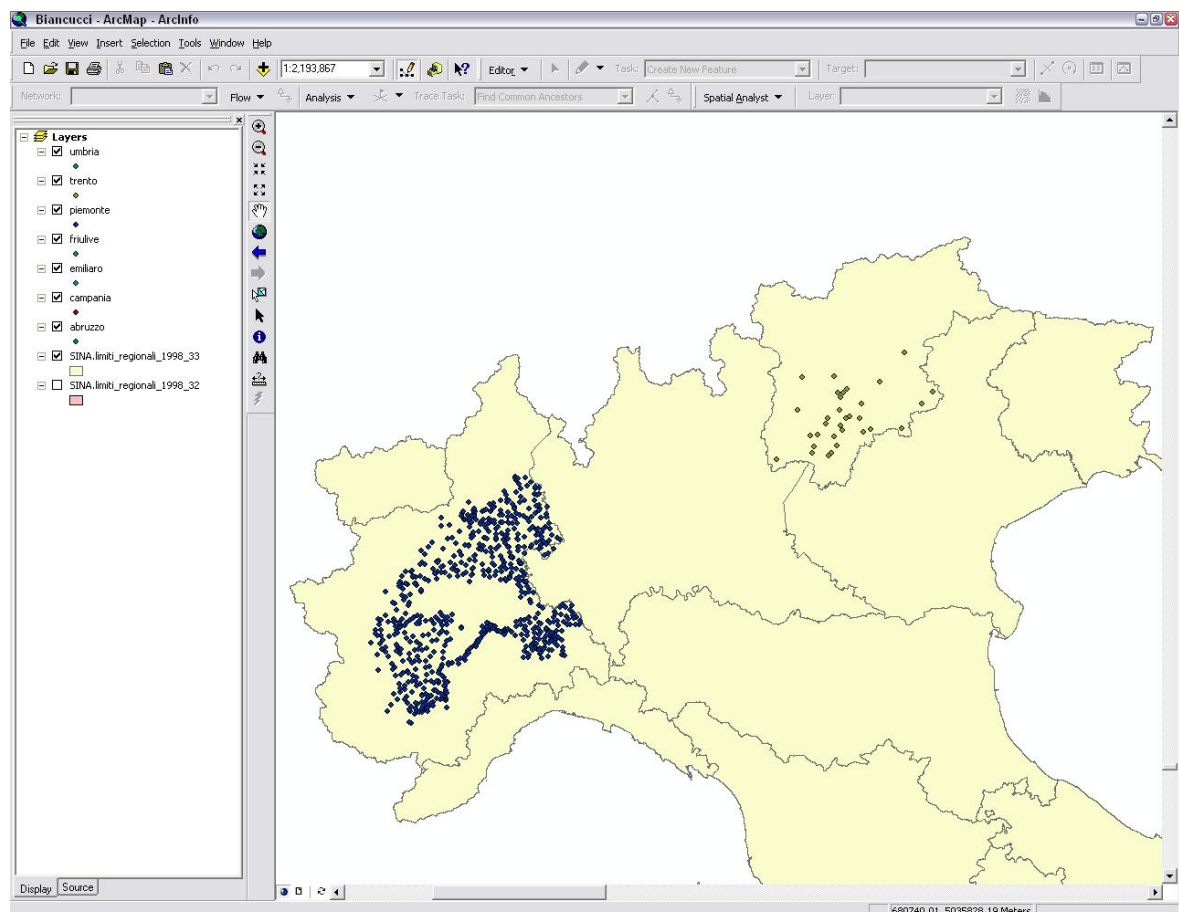 Biancucci - ArcMap - ArcInfo
File Edit View Insert Selection Tools Window Help
1:2,193,867 Editor Task: Create New Feature Target:
Network: Flow Analysis Trace Task: Find Common Ancestors Spatial Analyst Layer:
Layers
umbria
trento
piemonte
friulive
emiliaro
campania
abruzzo
SINA.limiti_regionali_1998_33
SINA.limiti_regionali_1998_32
Display Source
680740,01 5035828,19 Meters